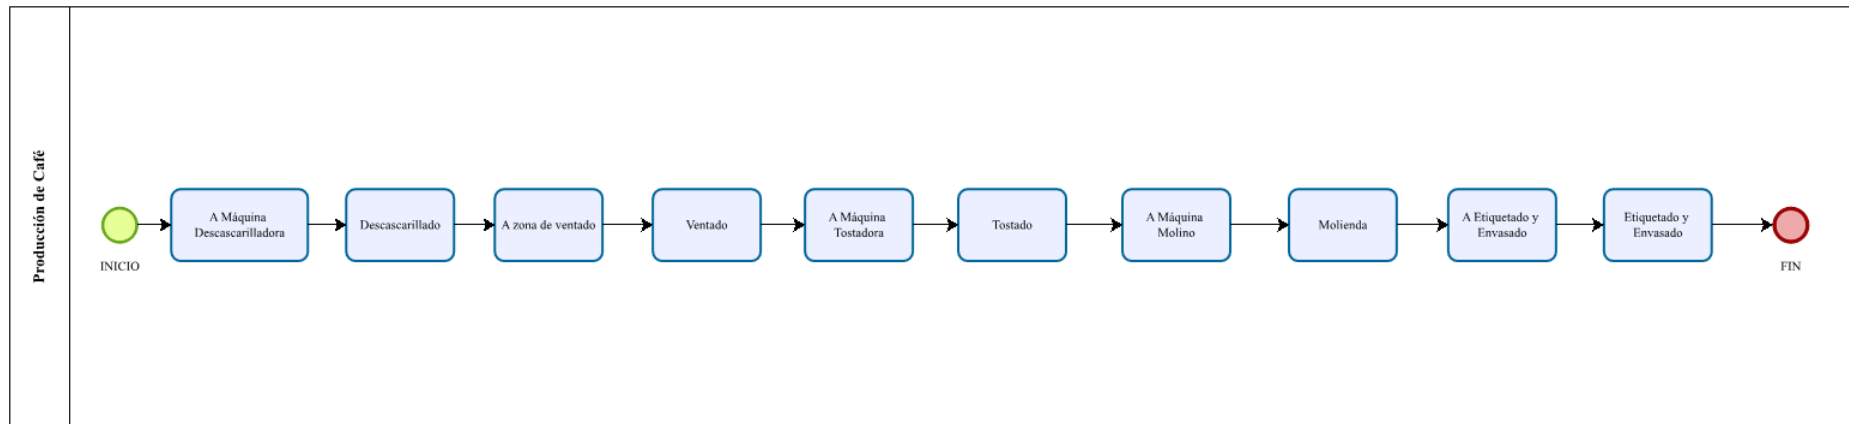 Producción de Café
INICIO
A Máquina
Descascarilladora
Descascarillado
A zona de ventado
Ventado
A Máquina
Tostadora
Tostado
A Máquina
Molino
Molienda
A Etiquetado y
Envasado
Etiquetado y
Envasado
FIN